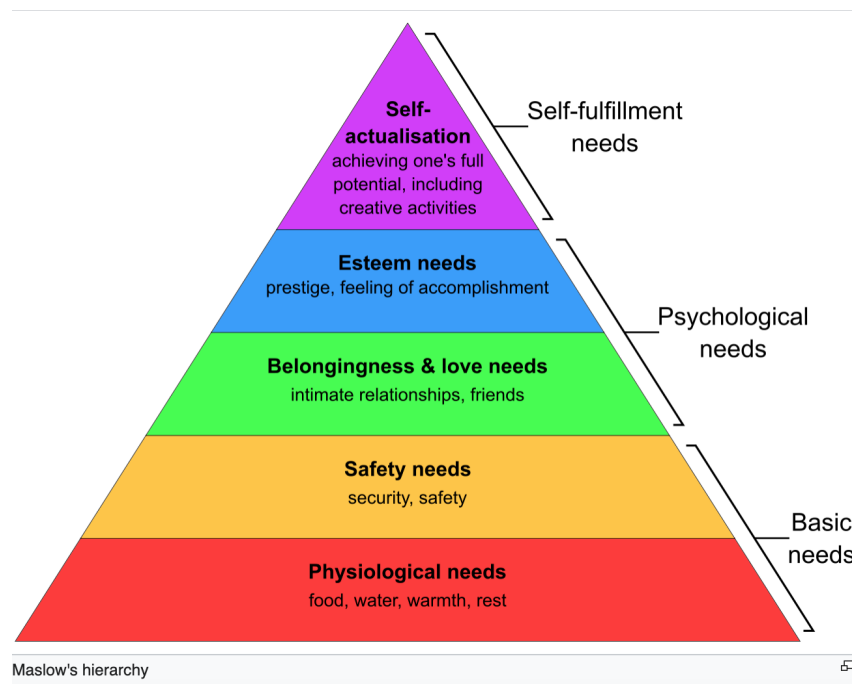 Self-
actualisation
achieving one's full
potential, including
creative activities
Self-fulfillment
needs
Esteem needs
prestige, feeling of accomplishment
Psychological
needs
Belongingness & love needs
intimate relationships, friends
Safety needs
security, safety
Basic
needs
Physiological needs
food, water, warmth, rest
Maslow's hierarchy